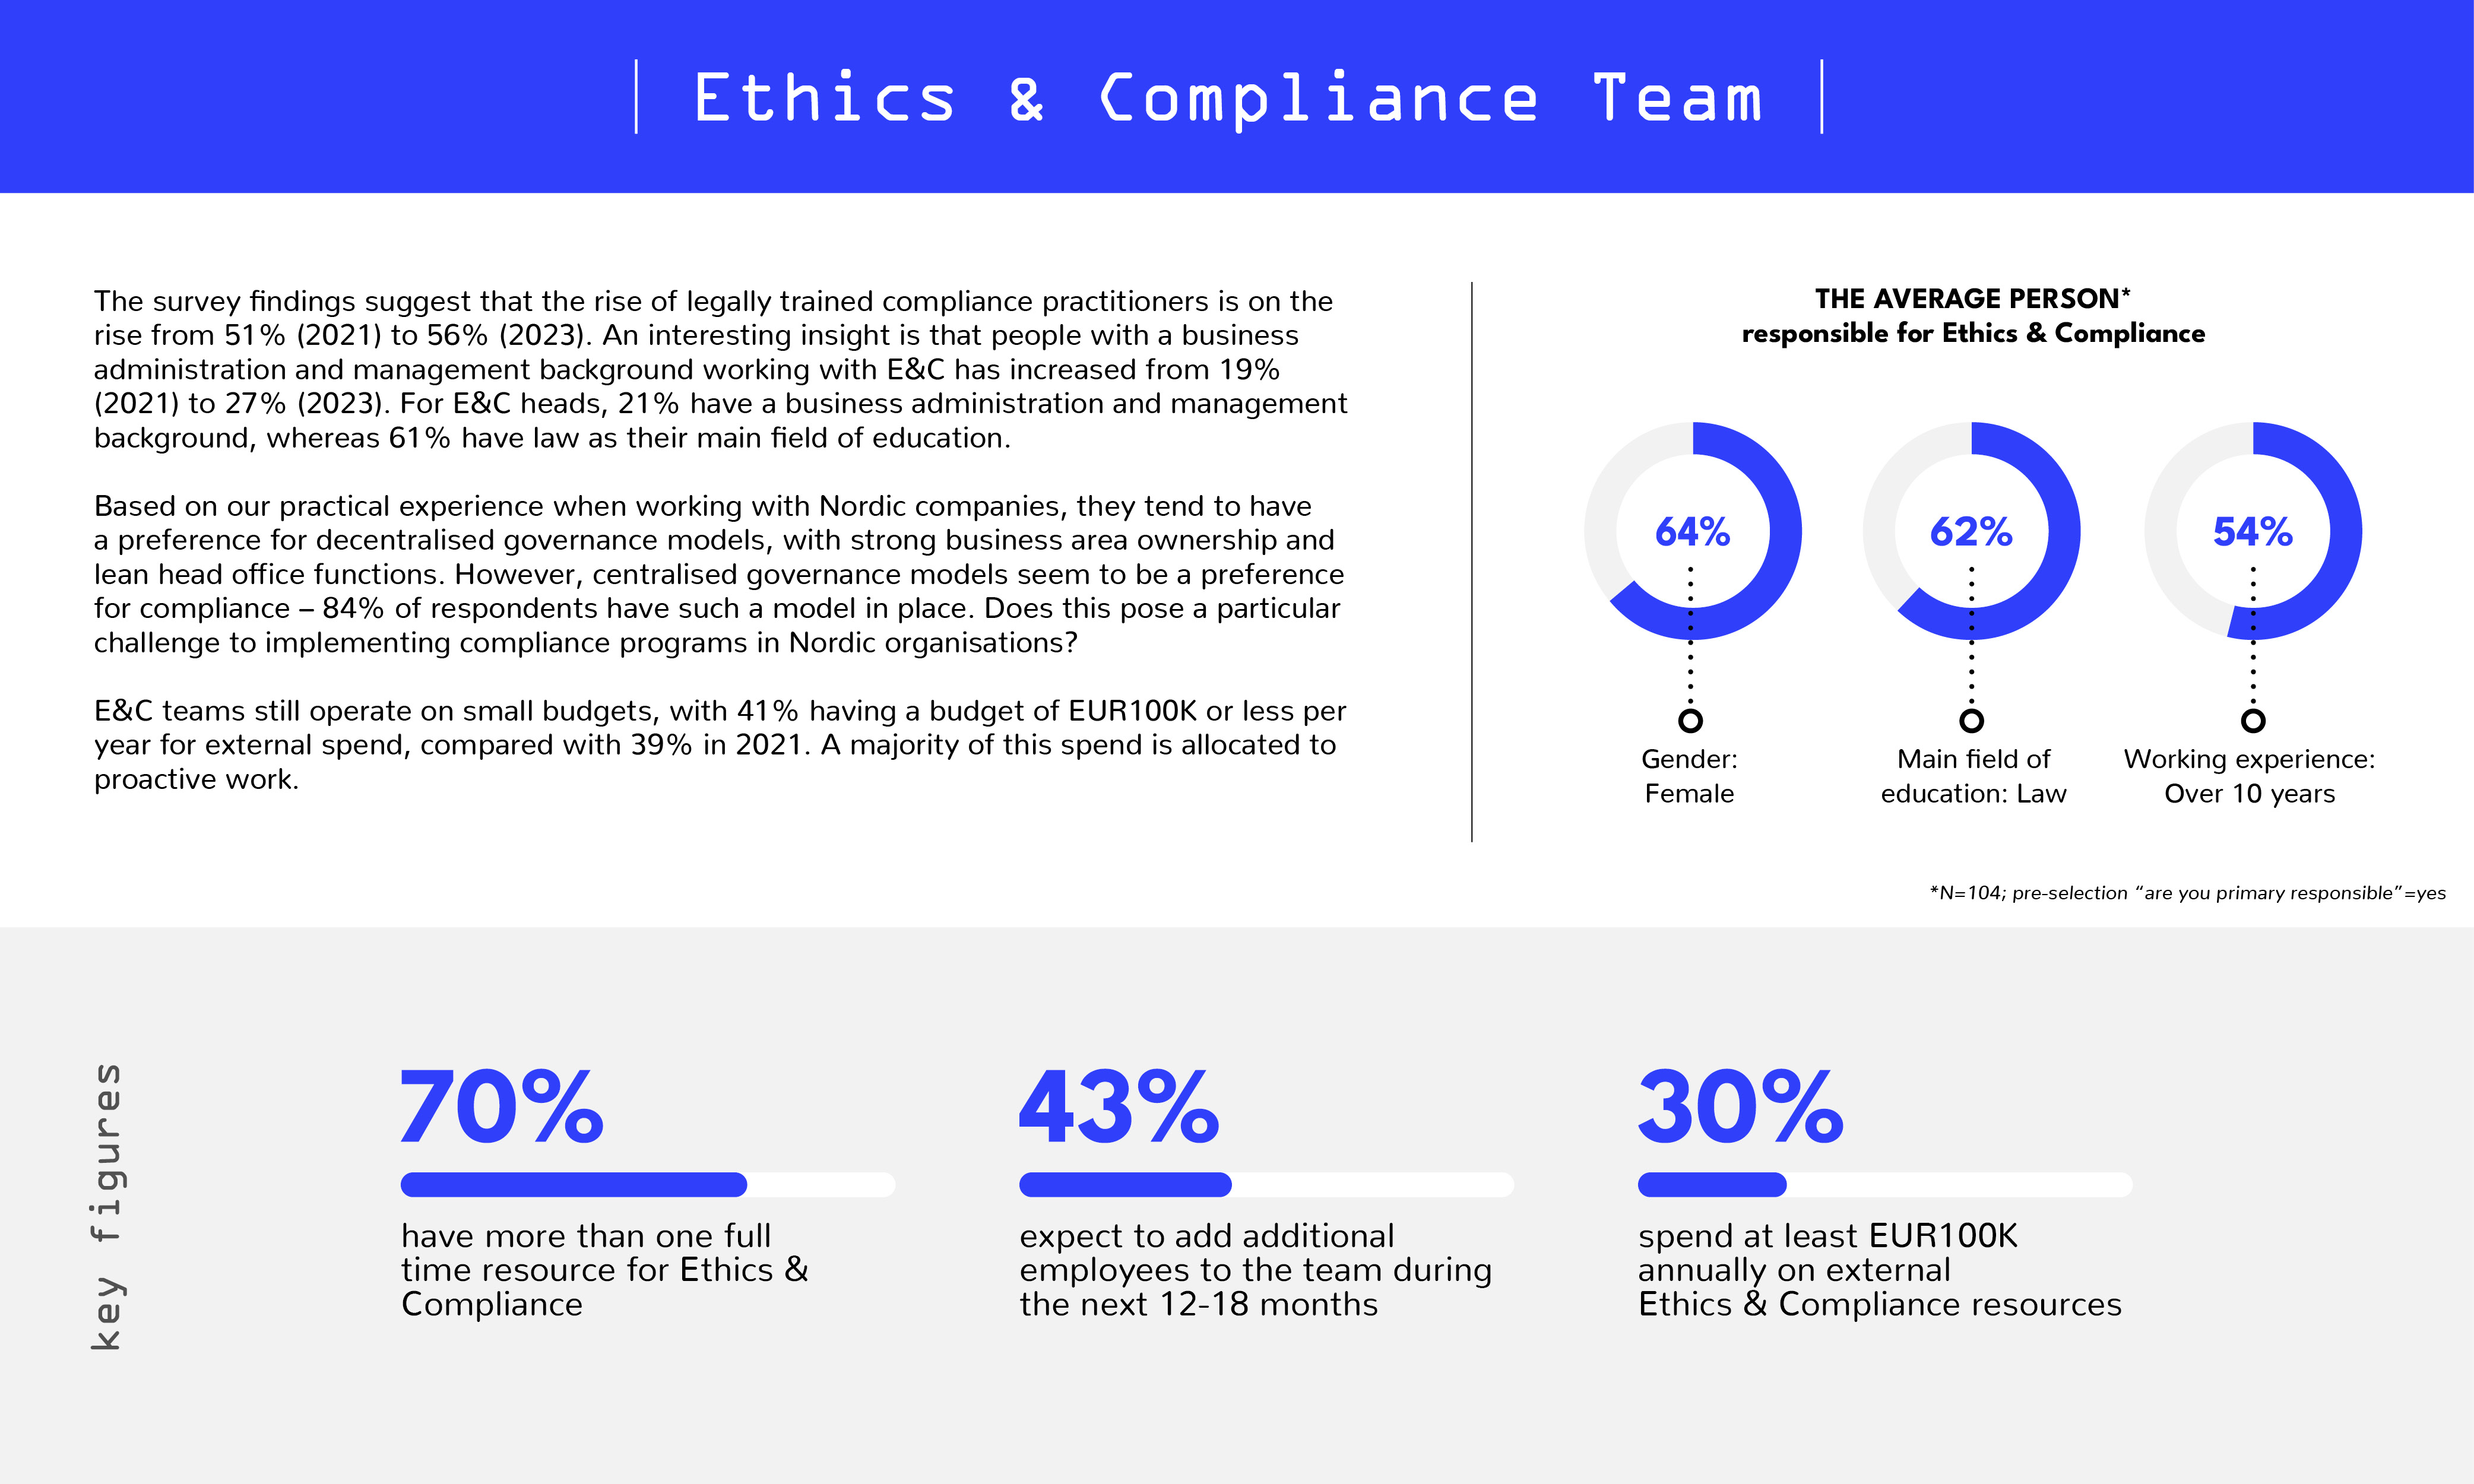 Ethics & Compliance Team
The survey findings suggest that the rise of legally trained compliance practitioners is on the
rise from 51% (2021) to 56% (2023). An interesting insight is that people with a business
administration and management background working with E&C has increased from 19%
(2021) to 27% (2023). For E&C heads, 21% have a business administration and management
background, whereas 61% have law as their main field of education.
Based on our practical experience when working with Nordic companies, they tend to have
a preference for decentralised governance models, with strong business area ownership and
lean head office functions. However, centralised governance models seem to be a preference
for compliance – 84% of respondents have such a model in place. Does this pose a particular
challenge to implementing compliance programs in Nordic organisations?
E&C teams still operate on small budgets, with 41% having a budget of EUR100K or less per
year for external spend, compared with 39% in 2021. A majority of this spend is allocated to
proactive work.
THE AVERAGE PERSON*
responsible for Ethics & Compliance
64%
Gender:
Female
62%
Main field of
education: Law
54%
Working experience:
Over 10 years
*N=104; pre-selection “are you primary responsible”=yes
key figures
70%
have more than one full
time resource for Ethics &
Compliance
43%
expect to add additional
employees to the team during
the next 12-18 months
30%
spend at least EUR100K
annually on external
Ethics & Compliance resources